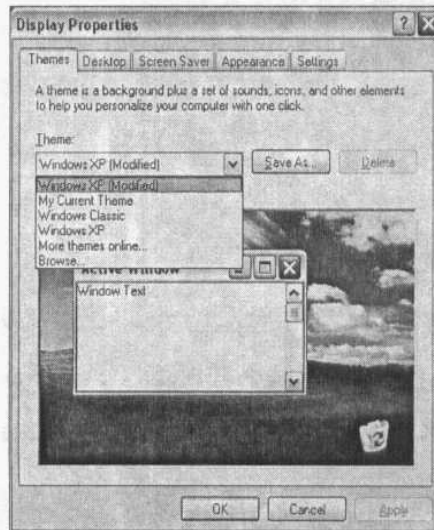 Display Properties
Themes Desktop Screen Saver Appearance Settings
A theme is a background plus a set of sounds, icons, and other elements
to help you personalize your computer with one click.
Theme:
Windows XP (Modified) Save As... Delete
Windows XP (Modified)
My Current Theme
Windows Classic
Windows XP
More themes online...
Browse...
Active Window
Window Text
OK Cancel Apply